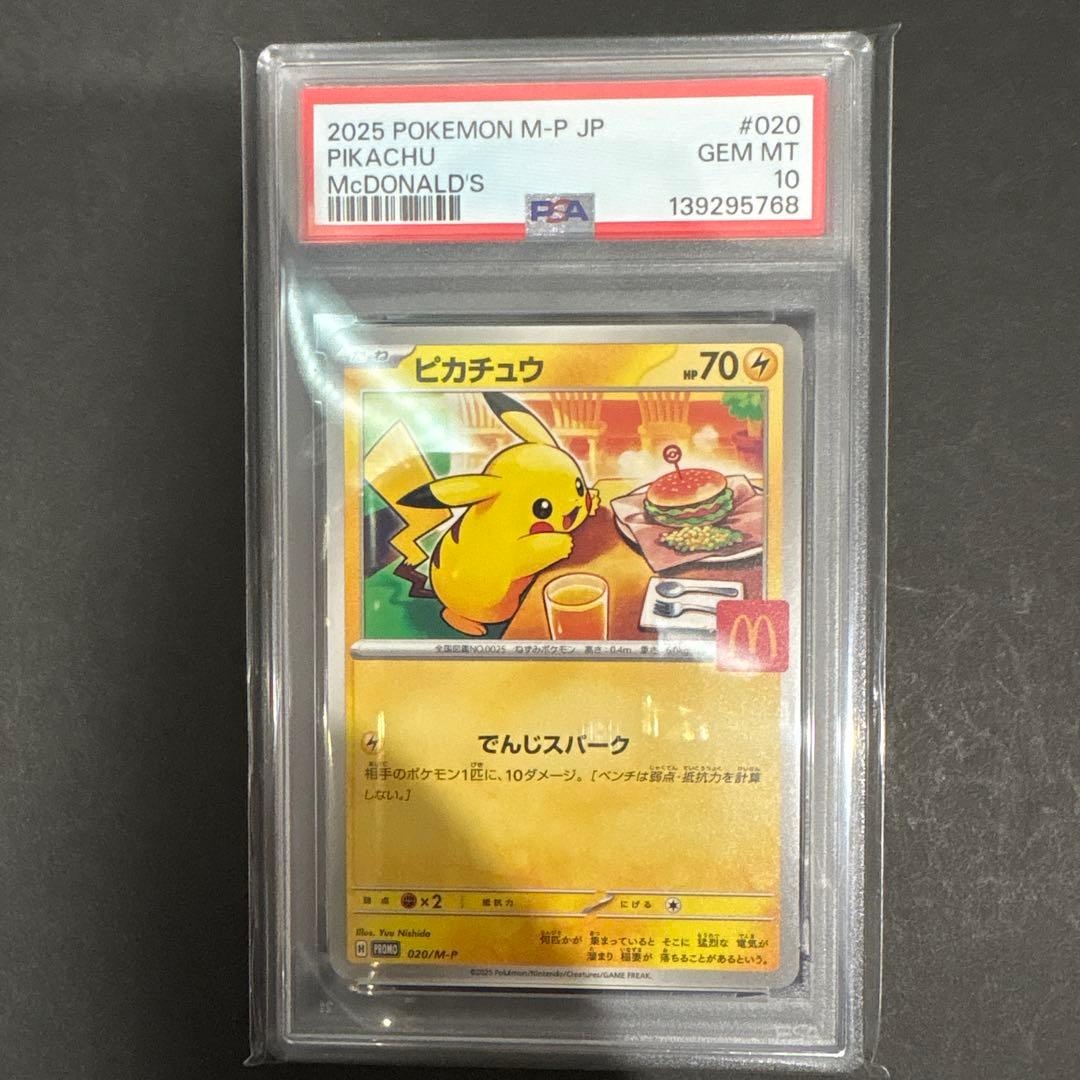 2025 POKEMON M-P JP #020
PIKACHU GEM MT
McDONALD'S 10
PSA 139295768
ピカチュウ HP 70
全国図鑑NO.0025 ねずみポケモン 高さ:0.4m 重さ:6.0kg
でんじスパーク
相手のポケモン1匹に、10ダメージ。[ベンチは弱点・抵抗力を計算
しない。]
弱点 ×2 抵抗力 にげる
Illus. Yuu Nishida
H PROMO 020/M-P
何匹かが 集まっていると そこに 猛烈な 電気が
溜まり 稲妻が 落ちることがあるという。
©2025 Pokémon/Nintendo/Creatures/GAME FREAK.